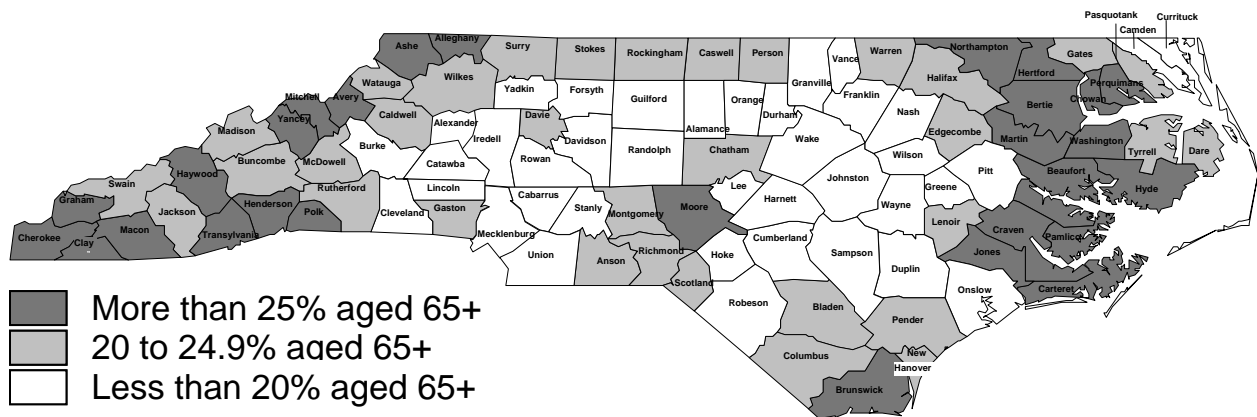 Pasquotank
Currituck
Camden
Ashe
Alleghany
Surry
Stokes
Rockingham
Caswell
Person
Vance
Warren
Northampton
Gates
Hertford
Halifax
Granville
Watauga
Wilkes
Yadkin
Forsyth
Guilford
Orange
Durham
Franklin
Nash
Bertie
Chowan
Perquimans
Mitchell
Avery
Yancey
Caldwell
Alexander
Iredell
Davie
Davidson
Randolph
Alamance
Chatham
Wake
Edgecombe
Martin
Washington
Tyrrell
Dare
Madison
Buncombe
McDowell
Burke
Catawba
Rowan
Wilson
Pitt
Beaufort
Hyde
Swain
Haywood
Rutherford
Lincoln
Cabarrus
Lee
Johnston
Greene
Graham
Jackson
Henderson
Polk
Cleveland
Gaston
Stanly
Montgomery
Moore
Harnett
Wayne
Lenoir
Craven
Pamlico
Cherokee
Clay
Macon
Transylvania
Mecklenburg
Union
Anson
Richmond
Hoke
Cumberland
Sampson
Duplin
Jones
Carteret
Scotland
Robeson
Bladen
Onslow
Pender
Columbus
New
Hanover
Brunswick
More than 25% aged 65+
20 to 24.9% aged 65+
Less than 20% aged 65+